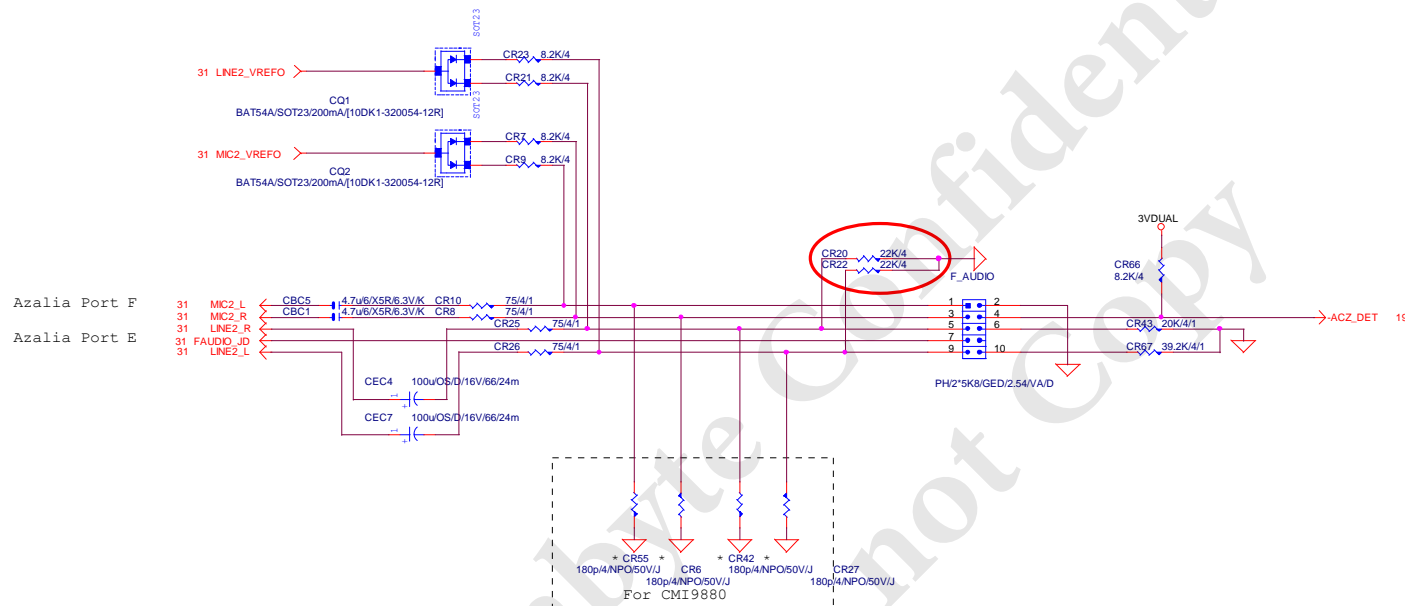 SOT23
CR23 8.2K/4
31 LINE2_VREFO
CR21 8.2K/4
CQ1
BAT54A/SOT23/200mA/[10DK1-320054-12R]
SOT23
CR7 8.2K/4
31 MIC2_VREFO
CR9 8.2K/4
CQ2
BAT54A/SOT23/200mA/[10DK1-320054-12R]
3VDUAL
CR20 22K/4
CR22 22K/4
CR66
8.2K/4
F_AUDIO
Azalia Port F
31 MIC2_L CBC5 4.7u/6/X5R/6.3V/K CR10 75/4/1 1 2
31 MIC2_R CBC1 4.7u/6/X5R/6.3V/K CR8 75/4/1 3 4 -ACZ_DET 19
Azalia Port E
31 LINE2_R CR25 75/4/1 5 6 CR43 20K/4/1
31 FAUDIO_JD 7
31 LINE2_L CR26 75/4/1 9 10 CR67 39.2K/4/1
PH/2*5K8/GED/2.54/VA/D
CEC4 100u/OS/D/16V/66/24m
1
+
CEC7 100u/OS/D/16V/66/24m
1
+
* CR55 * CR6 * CR42 * CR27
180p/4/NPO/50V/J 180p/4/NPO/50V/J 180p/4/NPO/50V/J 180p/4/NPO/50V/J
For CMI9880
byte Confident
not Copy